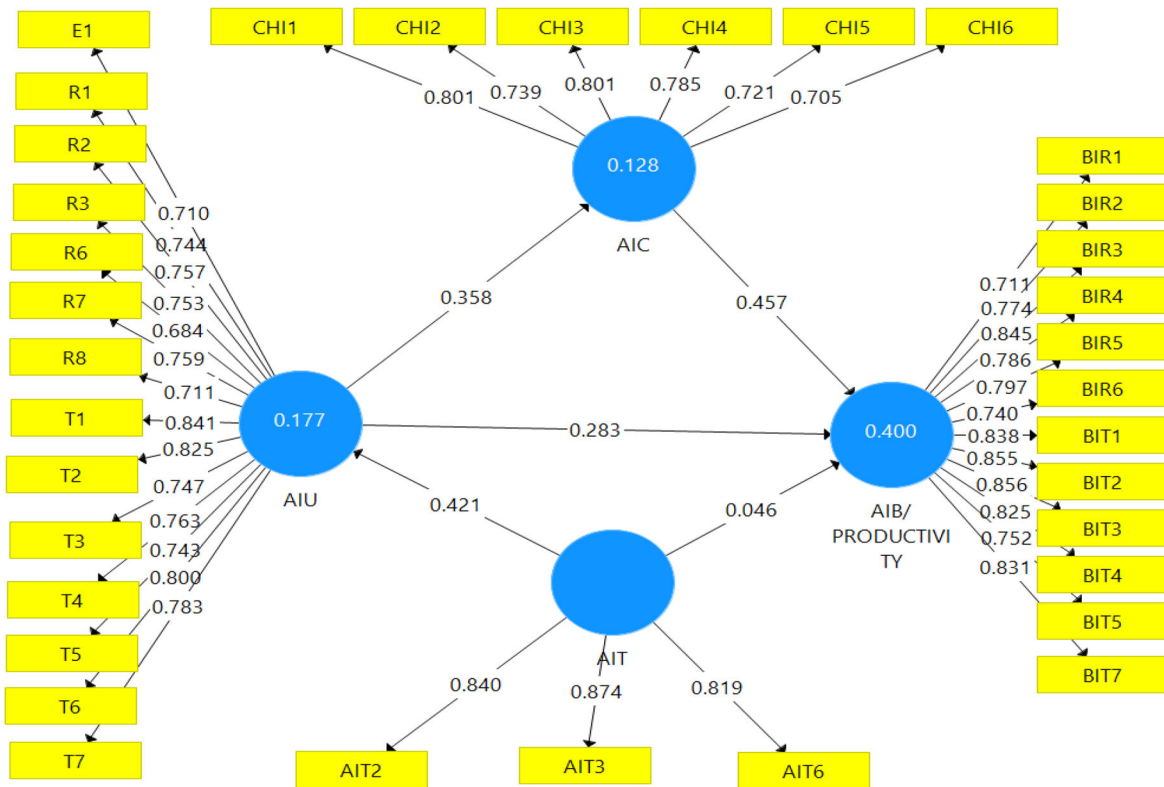 E1
R1
R2
R3
R6
R7
R8
T1
T2
T3
T4
T5
T6
T7
0.710
0.744
0.757
0.753
0.684
0.759
0.711
0.841
0.825
0.747
0.763
0.743
0.800
0.783
0.177
AIU
CHI1
CHI2
CHI3
CHI4
CHI5
CHI6
0.801
0.739
0.801
0.785
0.721
0.705
0.128
AIC
0.358
0.457
0.283
0.421
0.046
AIT
0.840
0.874
0.819
AIT2
AIT3
AIT6
0.400
AIB/
PRODUCTIVI
TY
0.711
0.774
0.845
0.786
0.797
0.740
0.838
0.855
0.856
0.825
0.752
0.831
BIR1
BIR2
BIR3
BIR4
BIR5
BIR6
BIT1
BIT2
BIT3
BIT4
BIT5
BIT7